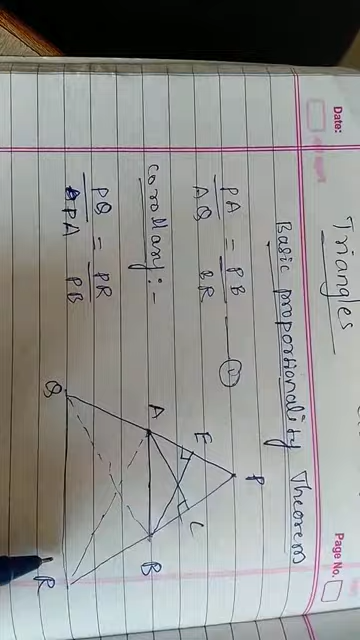 Date:
Page No.
Triangles
Basic proportionality Theorem
PA/AQ = PB/BR —(1)
corollary:-
PQ/PA = PR/PB
P
E
C
A
B
Q
R